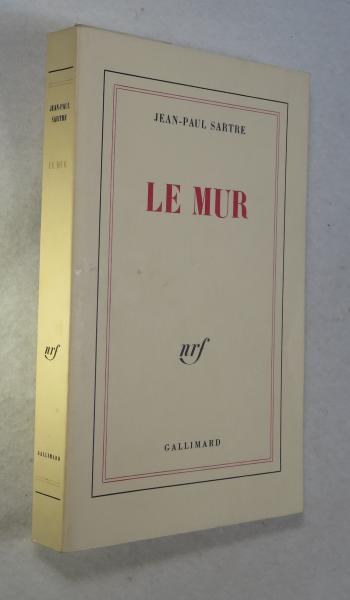 JEAN-PAUL
SARTRE
LE MUR
nrf
GALLIMARD
JEAN-PAUL SARTRE
LE MUR
nrf
GALLIMARD